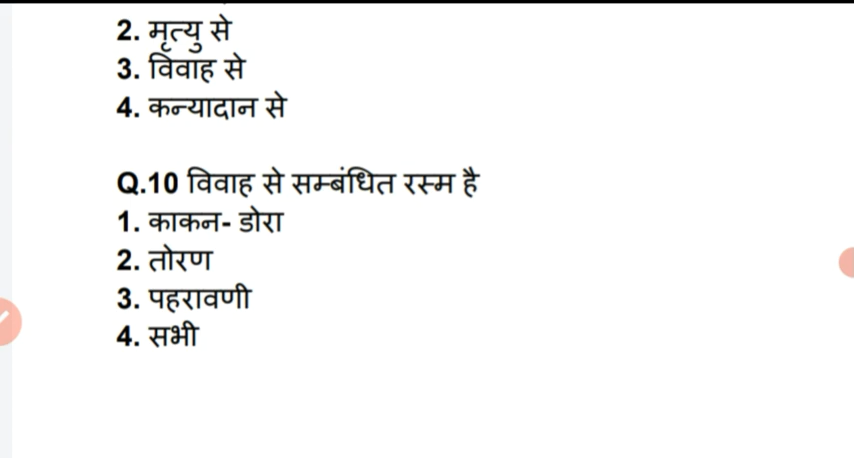 2. मृत्यु से
3. विवाह से
4. कन्यादान से
Q.10 विवाह से सम्बंधित रस्म है
1. काकन- डोरा
2. तोरण
3. पहरावणी
4. सभी